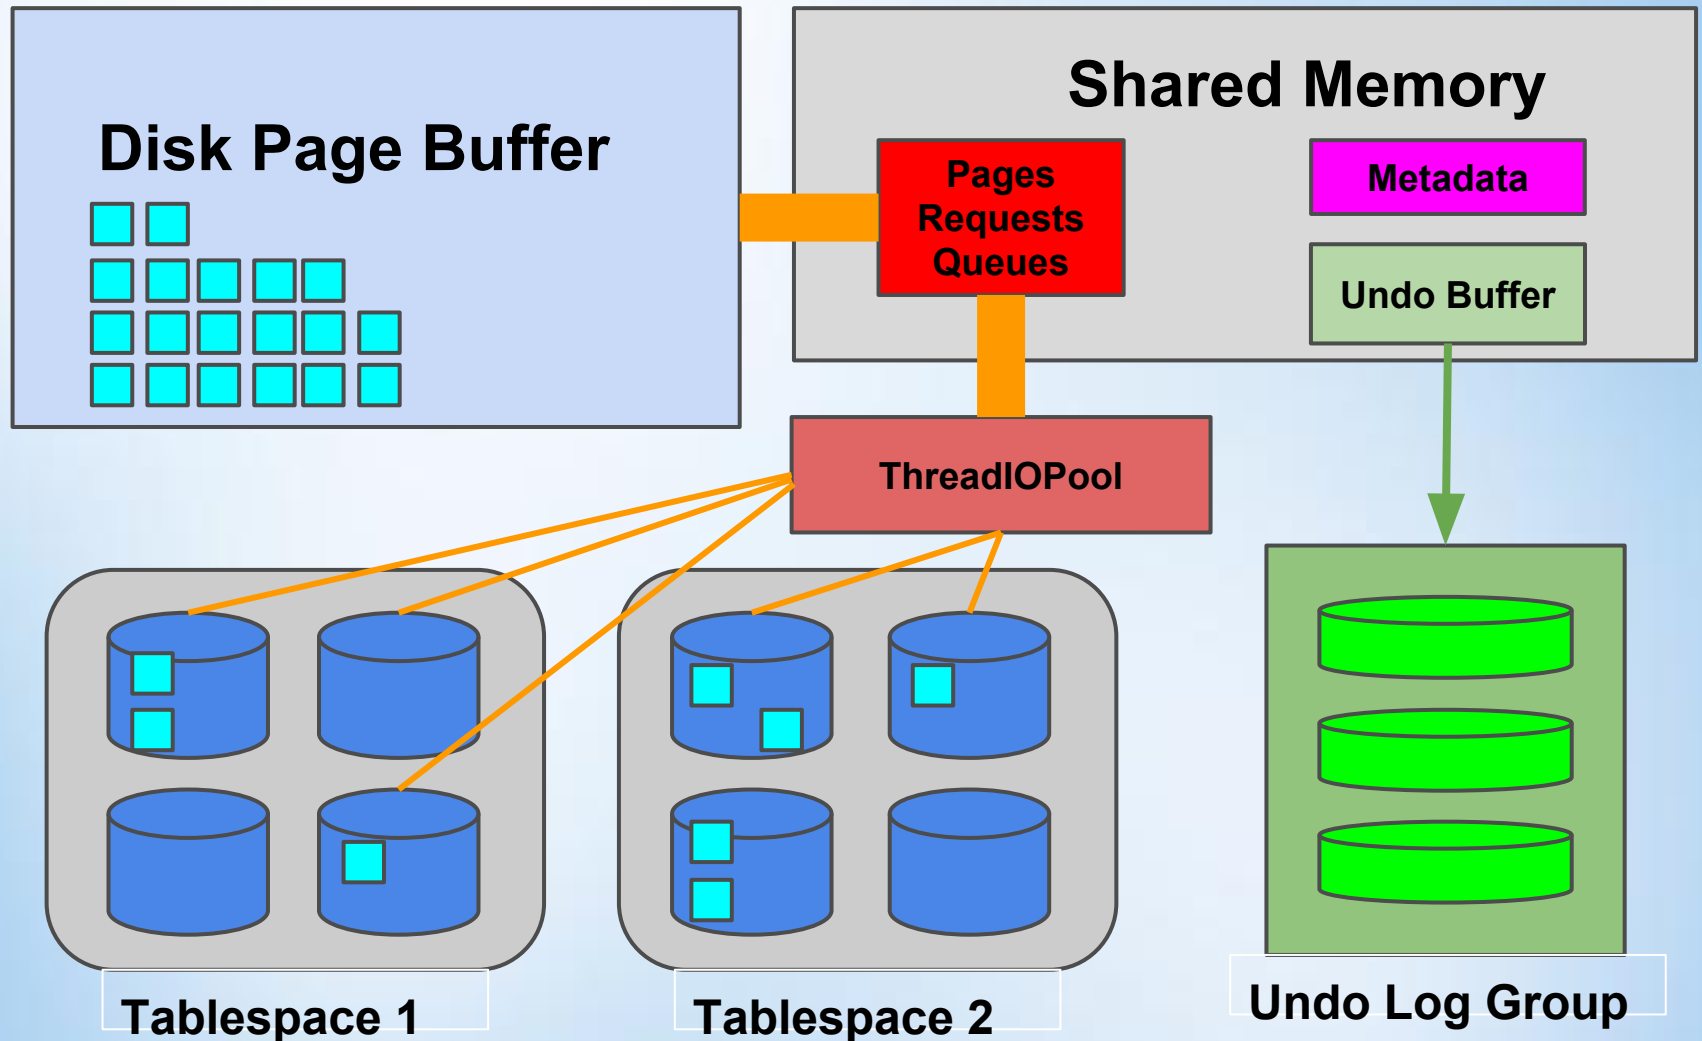 Disk Page Buffer
Shared Memory
Pages
Requests
Queues
Metadata
Undo Buffer
ThreadIOPool
Tablespace 1
Tablespace 2
Undo Log Group